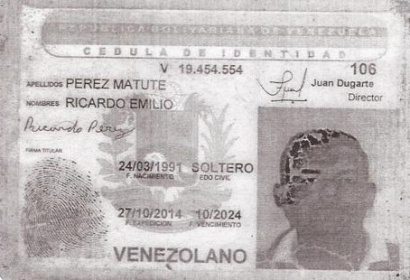 REPUBLICA BOLIVARIANA DE VENEZUELA
CEDULA DE IDENTIDAD
V 19.454.554 106
APELLIDOS PEREZ MATUTE
Juan Dugarte
Director
NOMBRES RICARDO EMILIO
Ricardo Perez
FIRMA TITULAR
24/03/1991 SOLTERO
F. NACIMIENTO EDO CIVIL
27/10/2014 10/2024
F. EXPEDICION F. VENCIMIENTO
VENEZOLANO